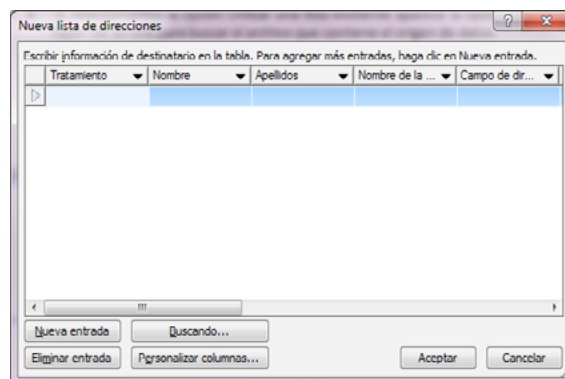 Nueva lista de direcciones
Escribir información de destinatario en la tabla. Para agregar más entradas, haga clic en Nueva entrada.
Tratamiento Nombre Apellidos Nombre de la ... Campo de dir...
Nueva entrada Buscando...
Eliminar entrada Personalizar columnas... Aceptar Cancelar